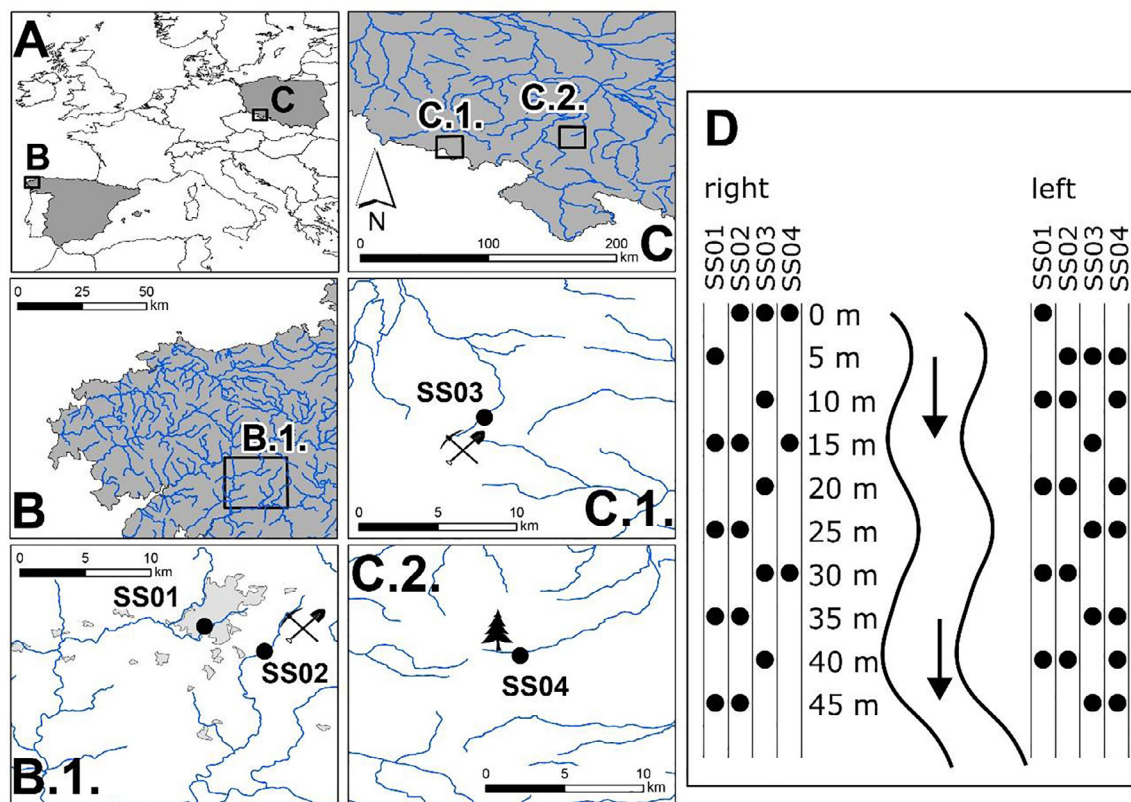 A
B
C
C.1.
C.2.
N
0 100 200
km
C
0 25 50
km
B.1.
B
SS03
0 5 10
km
C.1.
0 5 10
km
SS01
SS02
B.1.
C.2.
SS04
0 5 10
km
D
right
left
SS01 SS02 SS03 SS04
SS01 SS02 SS03 SS04
0 m
5 m
10 m
15 m
20 m
25 m
30 m
35 m
40 m
45 m